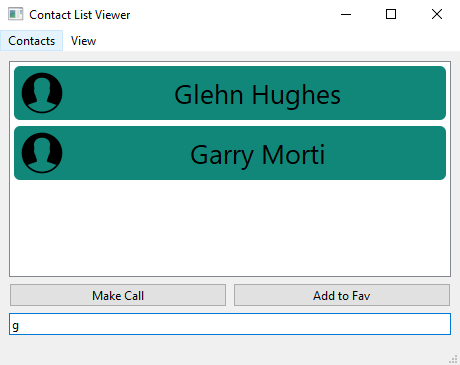 Contact List Viewer
Contacts View
Glehn Hughes
Garry Morti
Make Call Add to Fav
g